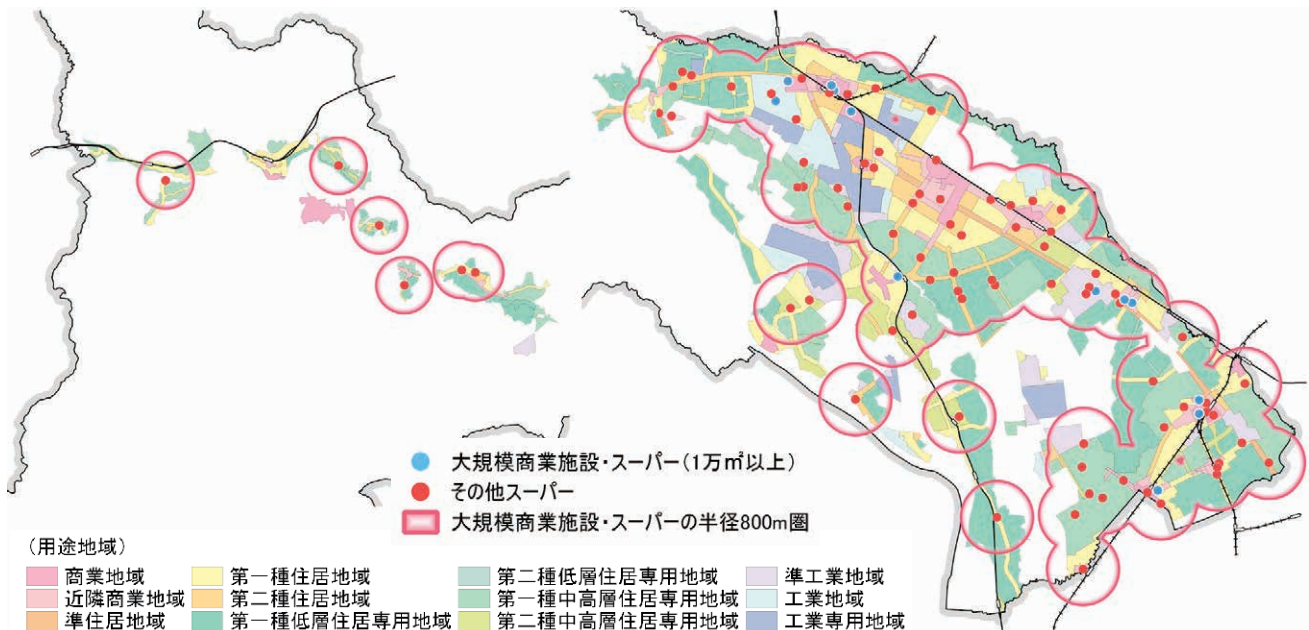 大規模商業施設・スーパー(1万㎡以上)
その他スーパー
大規模商業施設・スーパーの半径800m圏
(用途地域)
商業地域 第一種住居地域 第二種低層住居専用地域 準工業地域
近隣商業地域 第二種住居地域 第一種中高層住居専用地域 工業地域
準住居地域 第一種低層住居専用地域 第二種中高層住居専用地域 工業専用地域